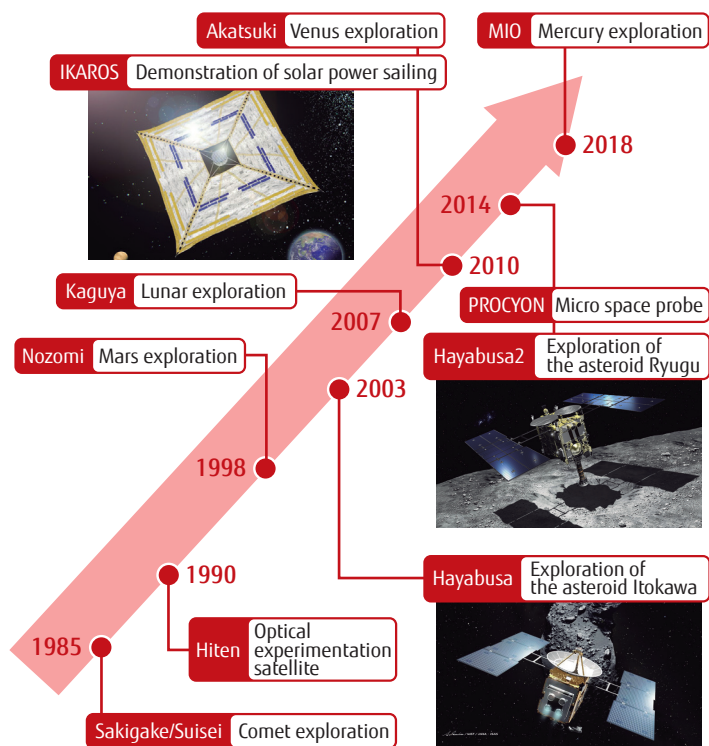 Akatsuki Venus exploration
MIO Mercury exploration
IKAROS Demonstration of solar power sailing
2018
2014
2010
Kaguya Lunar exploration
PROCYON Micro space probe
2007
Nozomi Mars exploration
Hayabusa2 Exploration of
the asteroid Ryugu
2003
1998
1990
Hayabusa Exploration of
the asteroid Itokawa
Hiten Optical
experimentation
satellite
1985
Sakigake/Suisei Comet exploration